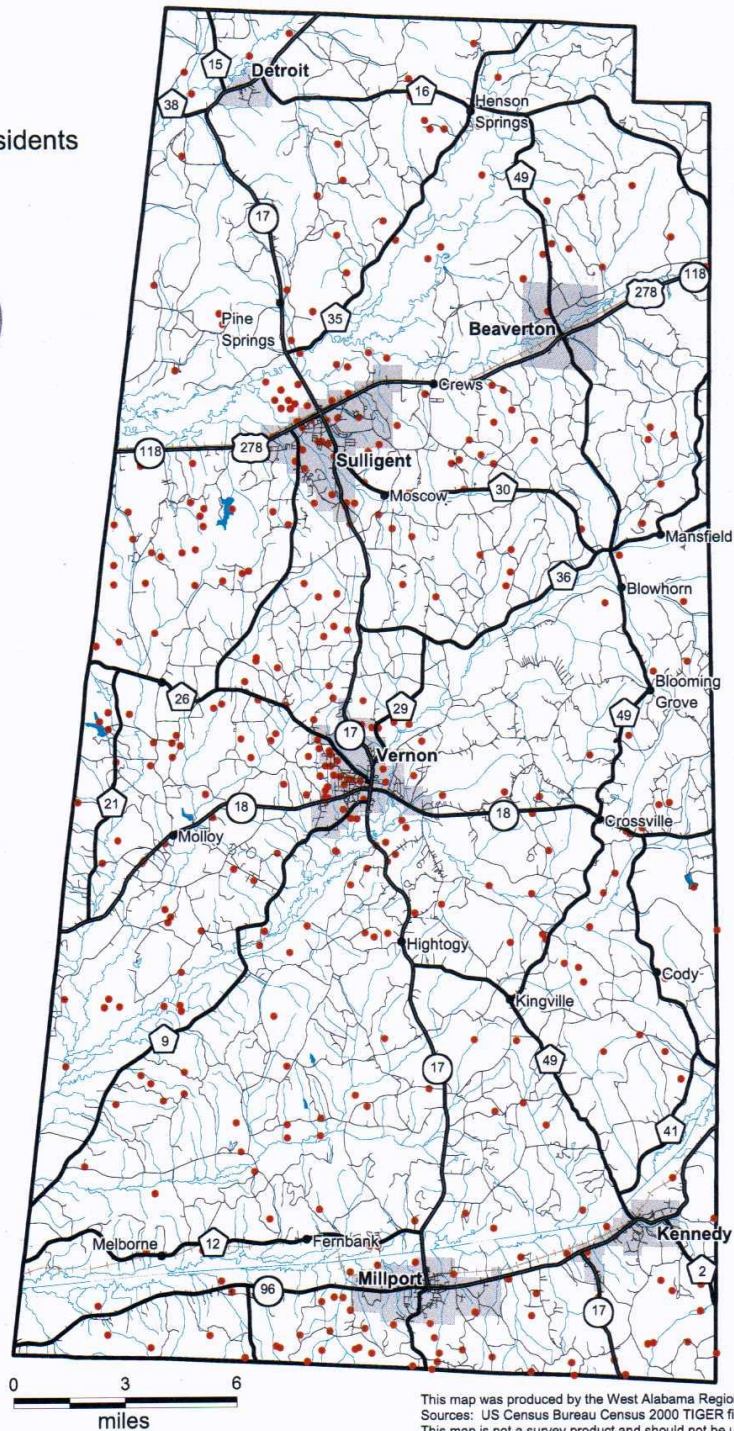 15
Detroit
16
38
Henson
Springs
sidents
49
17
118
278
Pine
Springs
35
Beaverton
Crews
118
278
Sulligent
Moscow
30
Mansfield
36
Blowhorn
26
29
Blooming
Grove
49
17
Vernon
21
18
18
Crossville
Molloy
Hightogy
Cody
Kingville
9
17
49
41
Melborne
12
Fernbank
Kennedy
Millport
2
96
17
0 3 6
miles
This map was produced by the West Alabama Regio
Sources: US Census Bureau Census 2000 TIGER fi
This map is not a survey product and should not be u